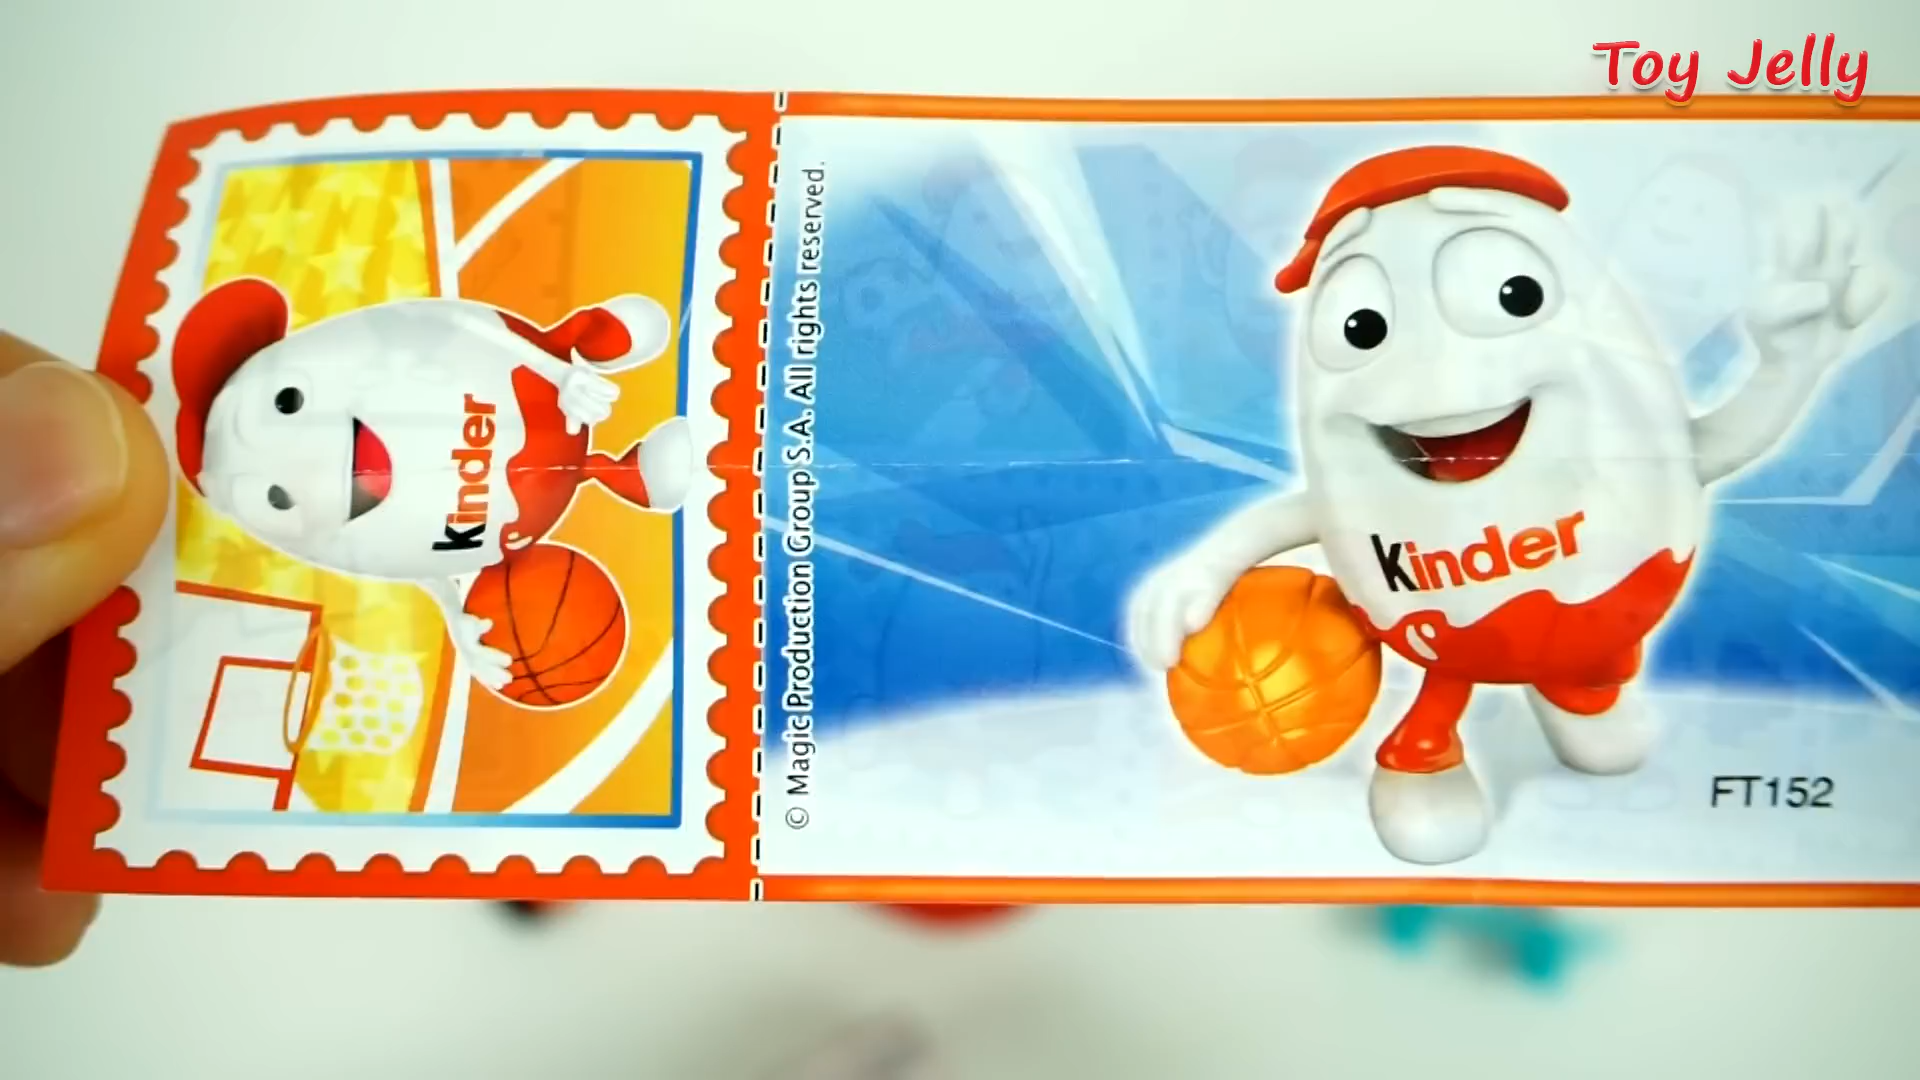 Toy Jelly
kinder
© Magic Production Group S.A. All rights reserved.
kinder
FT152